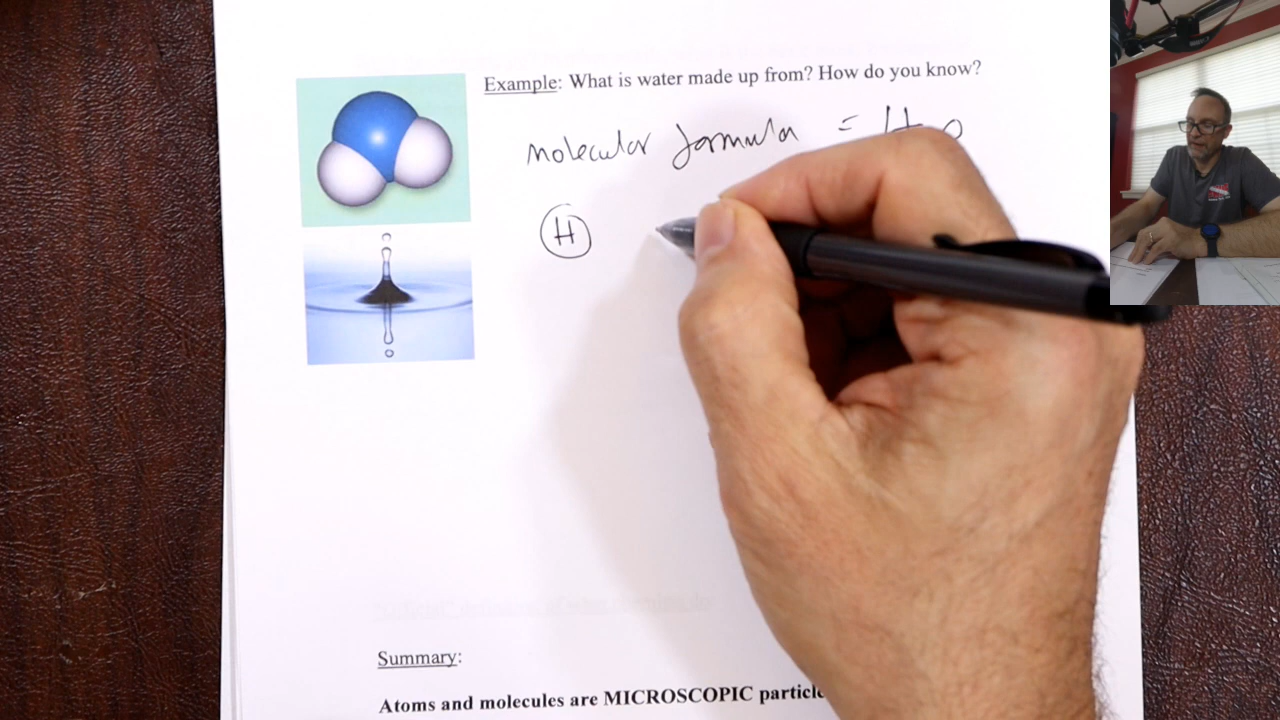 Example: What is water made up from? How do you know?
molecular formula = H O
H
Summary:
Atoms and molecules are MICROSCOPIC particle